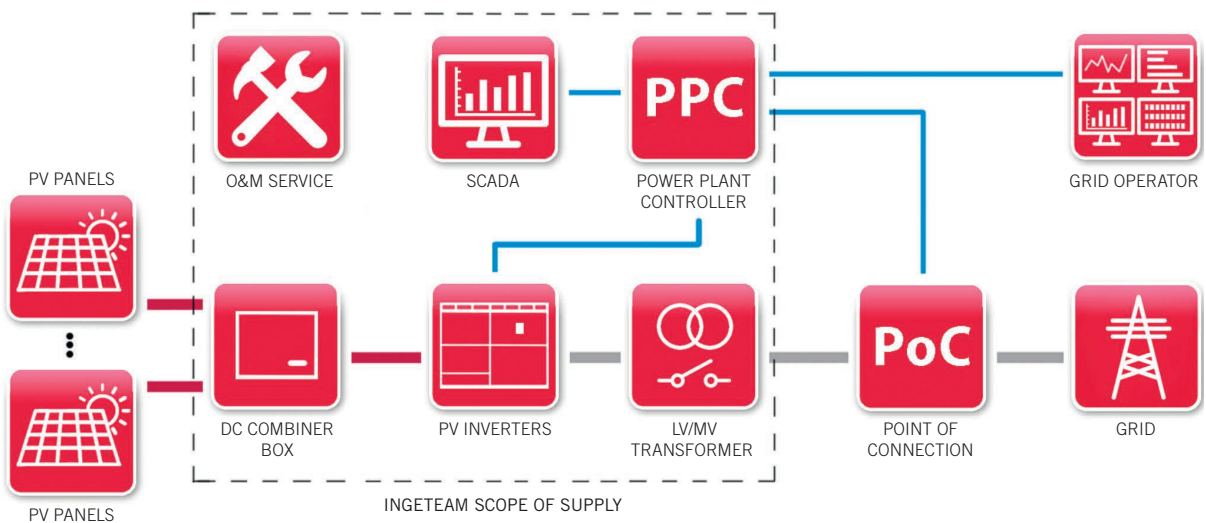 PPC
O&M SERVICE
SCADA
POWER PLANT
CONTROLLER
GRID OPERATOR
PV PANELS
PoC
DC COMBINER
BOX
PV INVERTERS
LV/MV
TRANSFORMER
POINT OF
CONNECTION
GRID
PV PANELS
INGETEAM SCOPE OF SUPPLY